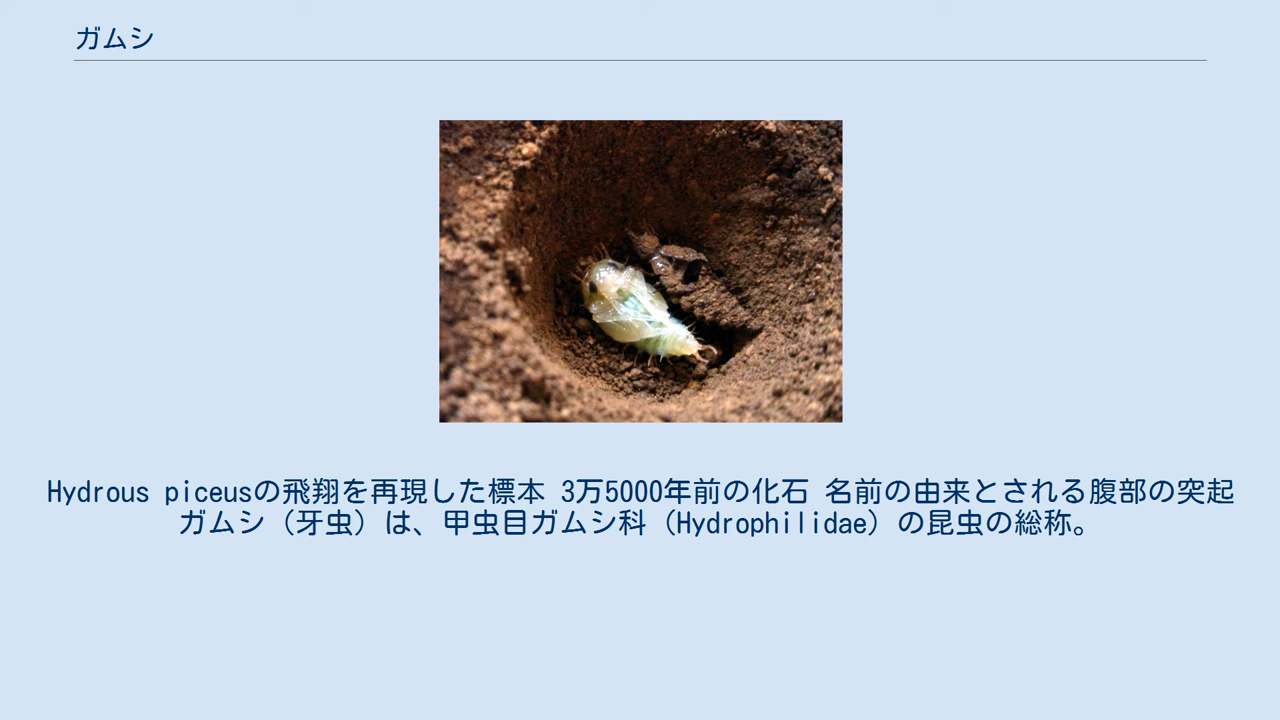 ガムシ
Hydrous piceusの飛翔を再現した標本 3万5000年前の化石 名前の由来とされる腹部の突起
ガムシ（牙虫）は、甲虫目ガムシ科（Hydrophilidae）の昆虫の総称。